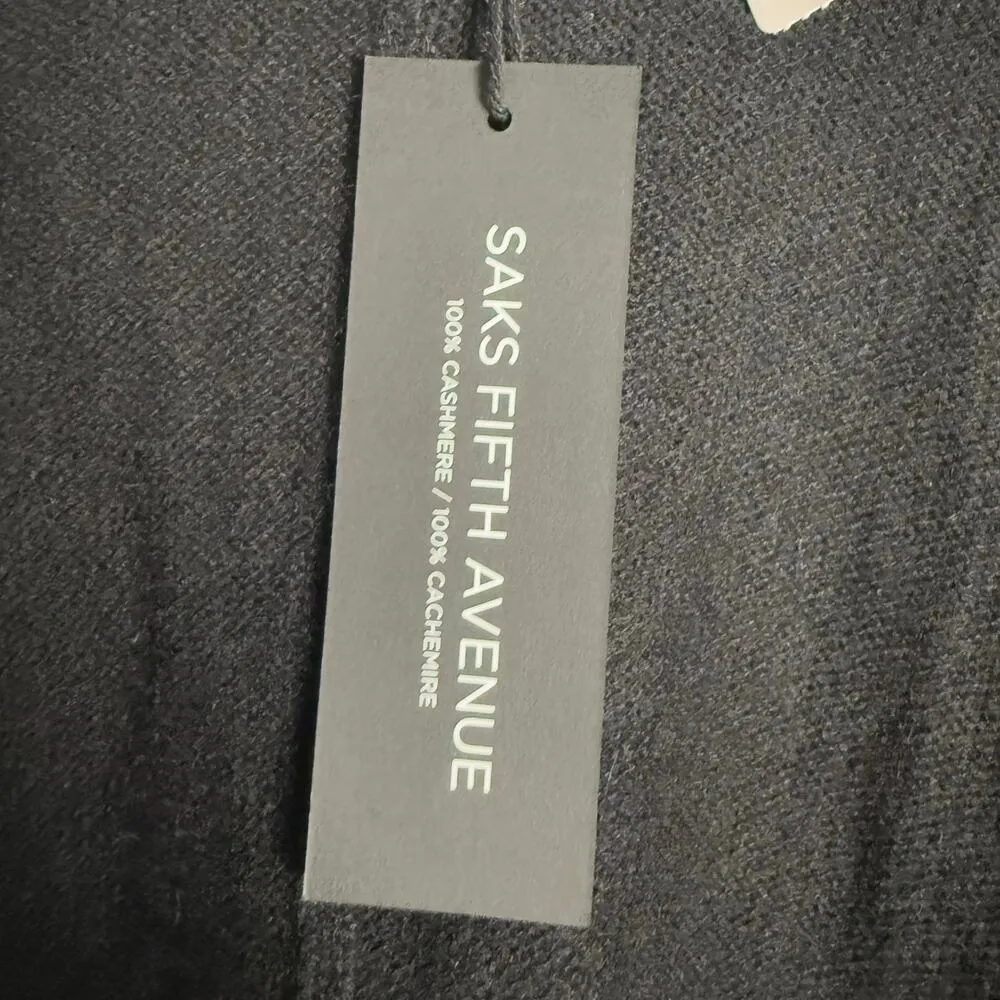 SAKS FIFTH AVENUE
100% CASHMERE / 100% CACHEMIRE